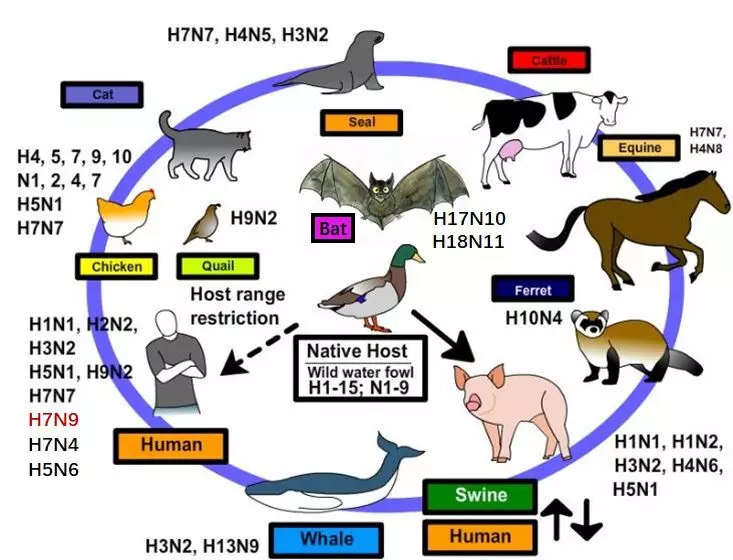 H7N7, H4N5, H3N2
Cattle
Cat
Seal
H7N7,
H4N8
Equine
H4, 5, 7, 9, 10
N1, 2, 4, 7
H5N1
H7N7
H9N2
Bat
H17N10
H18N11
Chicken
Quail
Ferret
H10N4
Host range
restriction
H1N1, H2N2,
H3N2
H5N1, H9N2
H7N7
H7N9
H7N4
H5N6
Native Host
Wild water fowl
H1-15; N1-9
Human
H1N1, H1N2,
H3N2, H4N6,
H5N1
Swine
Human
Whale
H3N2, H13N9